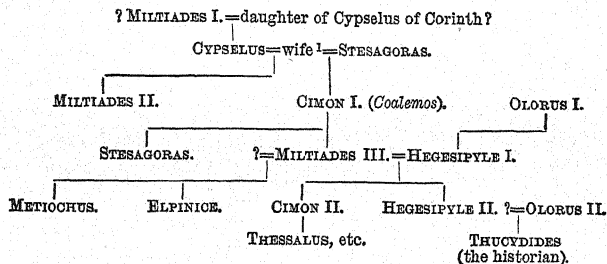 ? MILTIADES I.=daughter of Cypselus of Corinth?
CYPSELUS=wife¹=STESAGORAS.
MILTIADES II. CIMON I. (Coalemos). OLORUS I.
STESAGORAS. ?=MILTIADES III.=HEGESIPYLE I.
METIOCHUS. ELPINICE. CIMON II. HEGESIPYLE II. ?=OLORUS II.
THESSALUS, etc. THUCYDIDES
(the historian).